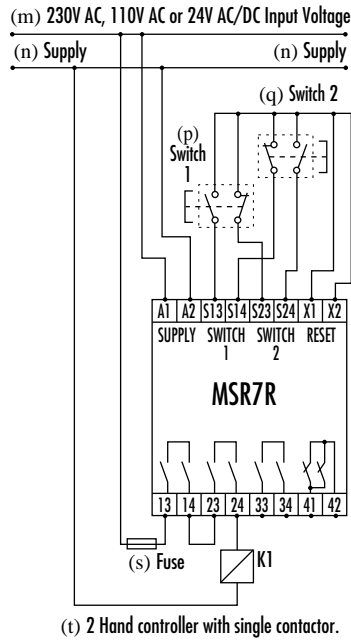 (m) 230V AC, 110V AC or 24V AC/DC Input Voltage
(n) Supply (n) Supply
(q) Switch 2
(p)
Switch
1
A1 A2 S13 S14 S23 S24 X1 X2
SUPPLY SWITCH 1 SWITCH 2 RESET
MSR7R
13 14 23 24 33 34 41 42
(s) Fuse
K1
(t) 2 Hand controller with single contactor.